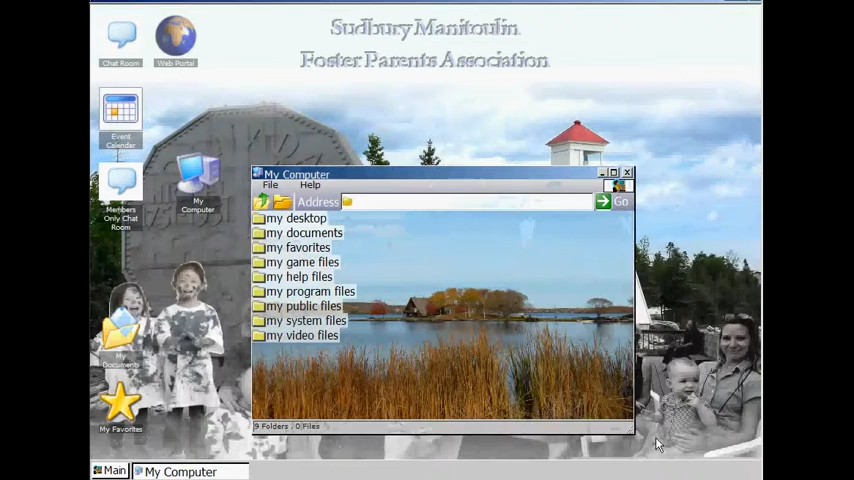 Sudbury Manitoulin
Foster Parents Association
Chat Room
Web Portal
Event
Calendar
Members
Only Chat
Room
My
Computer
My
Documents
My Favorites
My Computer
File Help
Address
Go
my desktop
my documents
my favorites
my game files
my help files
my program files
my public files
my system files
my video files
9 Folders , 0 Files
Main
My Computer